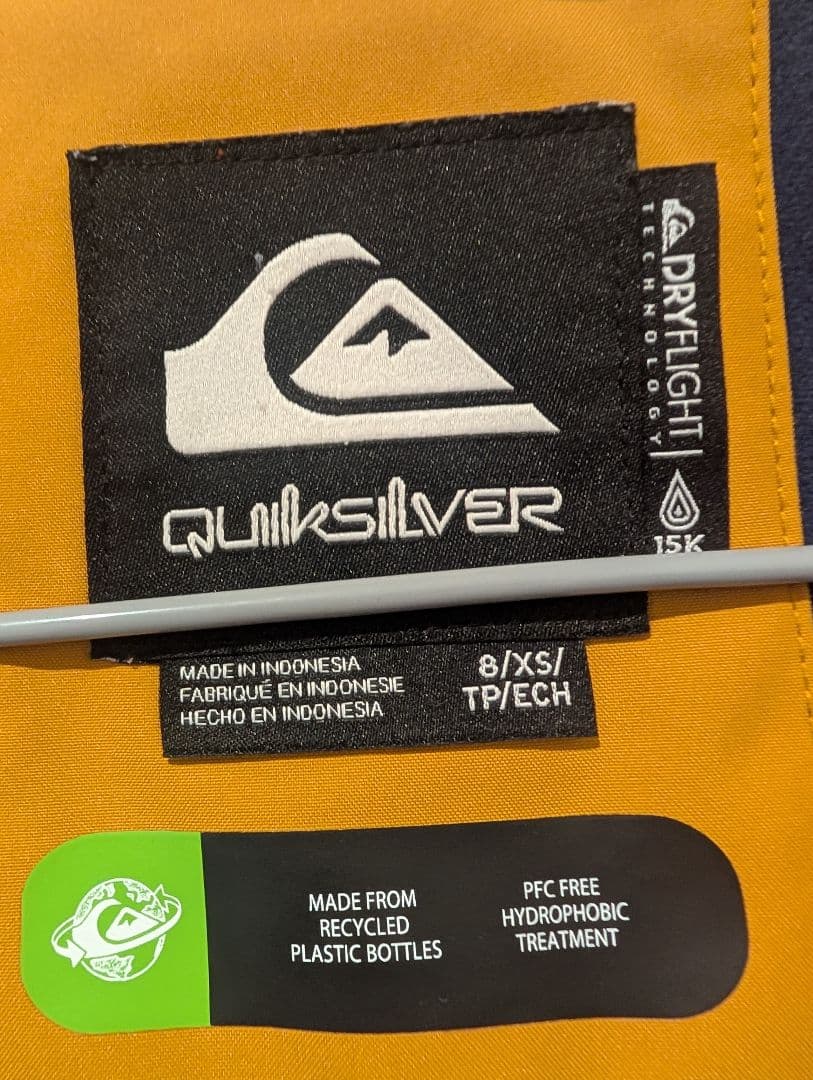 QUIKSILVER
DRYFLIGHT
TECHNOLOGY
15K
MADE IN INDONESIA
FABRIQUÉ EN INDONESIE
HECHO EN INDONESIA
8/XS/
TP/ECH
MADE FROM
RECYCLED
PLASTIC BOTTLES
PFC FREE
HYDROPHOBIC
TREATMENT